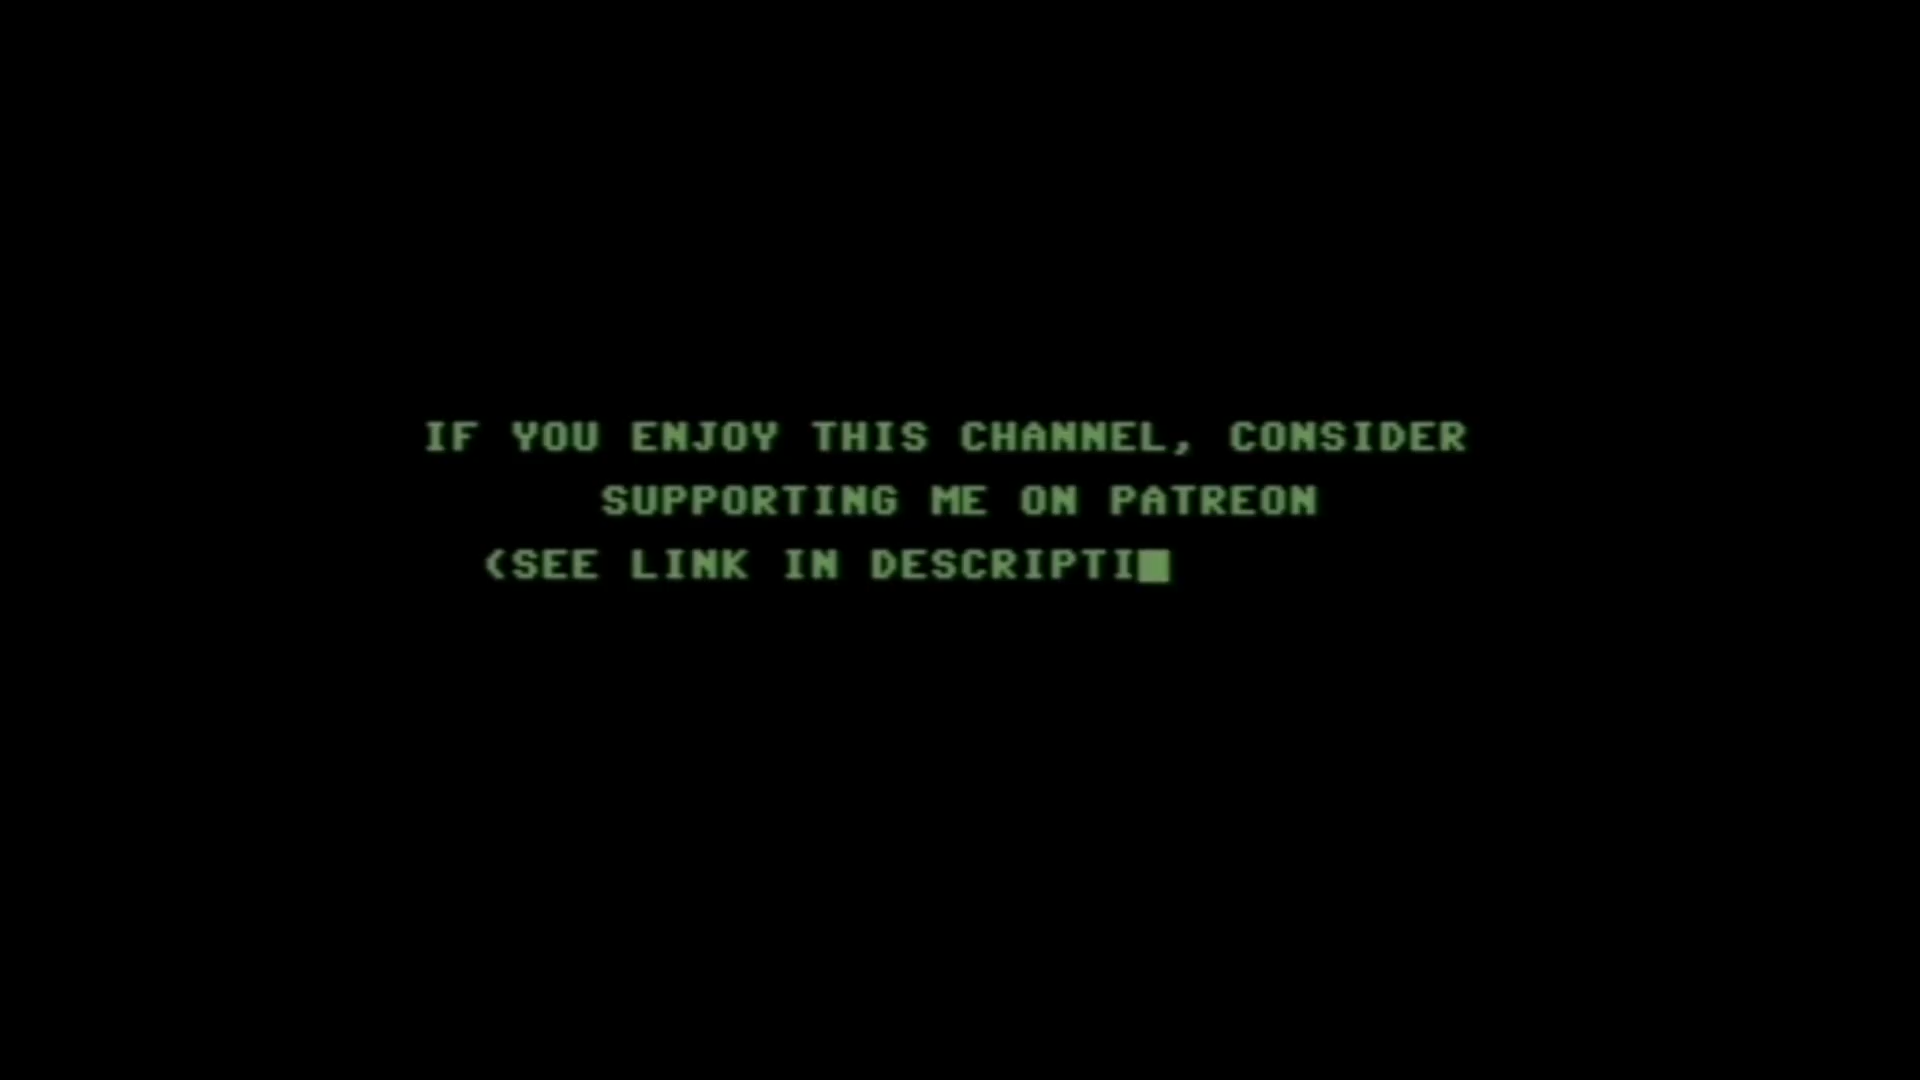 IF YOU ENJOY THIS CHANNEL, CONSIDER
SUPPORTING ME ON PATREON
(SEE LINK IN DESCRIPTI